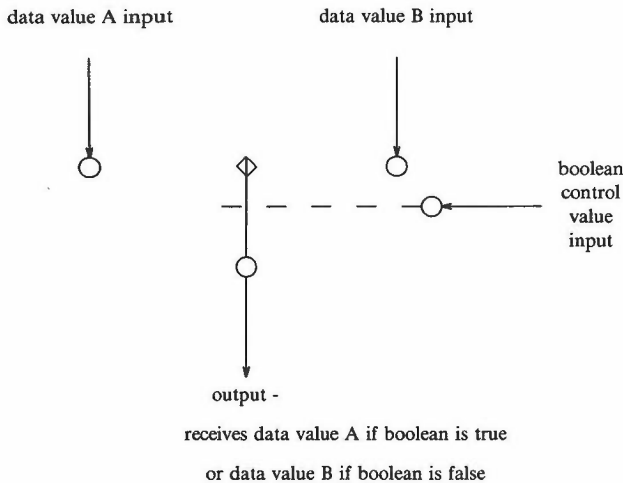 data value A input
data value B input
boolean
control
value
input
output -
receives data value A if boolean is true
or data value B if boolean is false